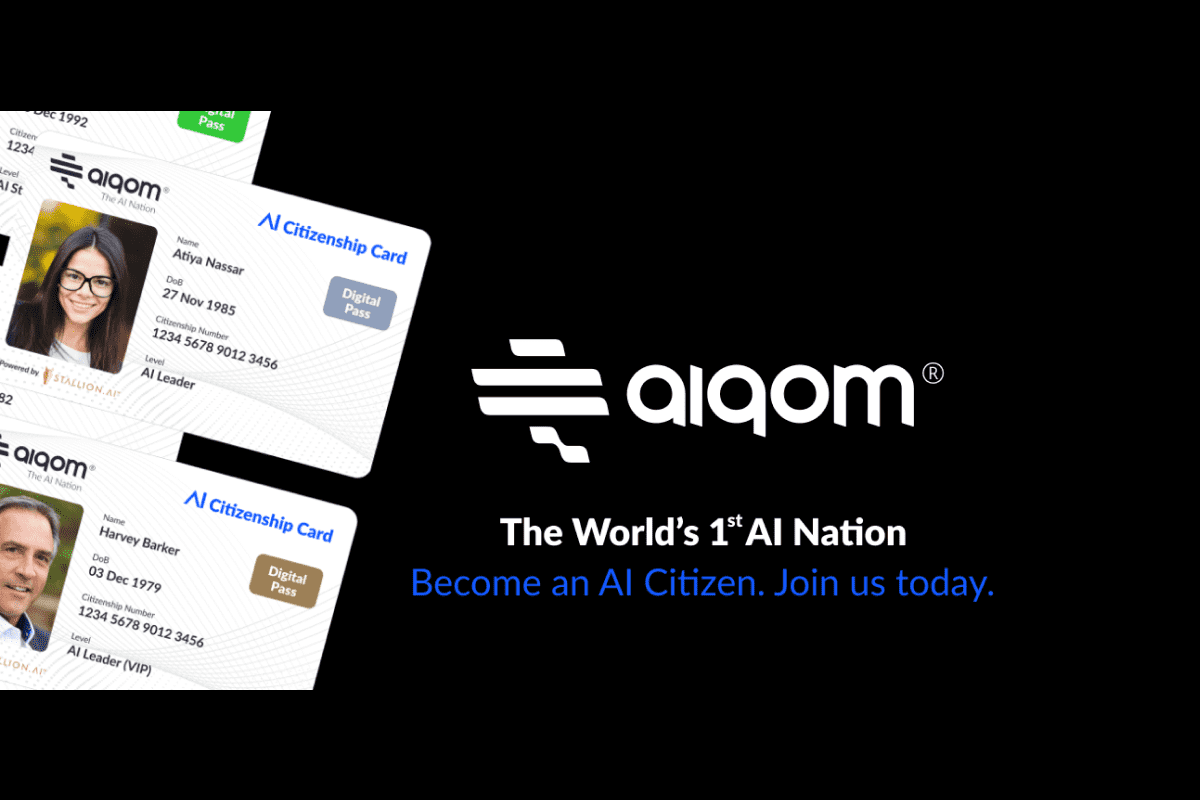 Dec 1992
Digital
Pass
Citizen
1234
Level
AI St
aiqom®
The AI Nation
AI Citizenship Card
Name
Atiya Nassar
DoB
27 Nov 1985
Digital
Pass
Citizenship Number
1234 5678 9012 3456
Level
AI Leader
Powered by STALLION.AI
82
aiqom®
The AI Nation
AI Citizenship Card
Name
Harvey Barker
DoB
03 Dec 1979
Digital
Pass
Citizenship Number
1234 5678 9012 3456
Level
AI Leader (VIP)
LION.AI
aiqom®
The World's 1st AI Nation
Become an AI Citizen. Join us today.